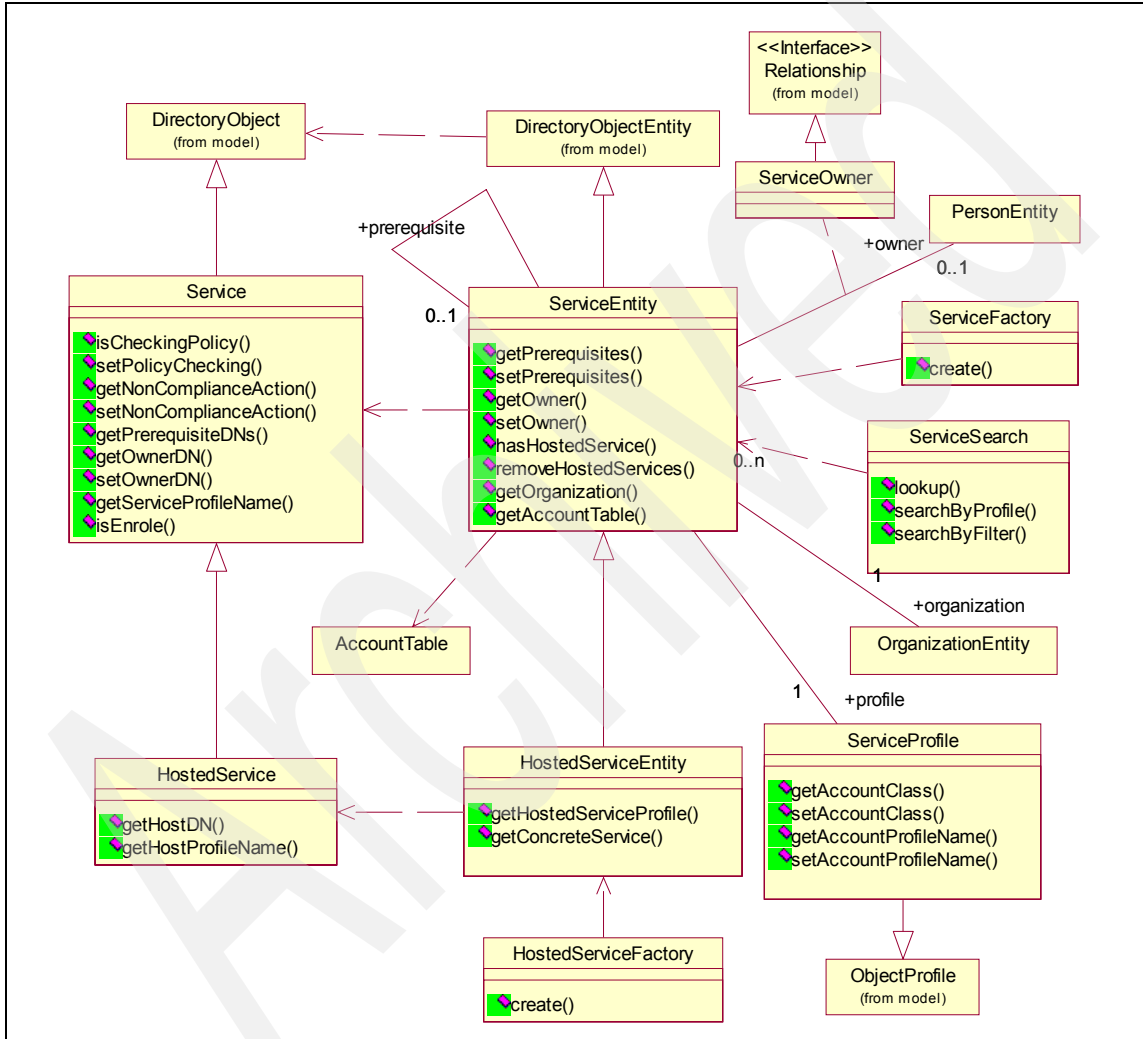 <<Interface>>
Relationship
(from model)
DirectoryObject
(from model)
DirectoryObjectEntity
(from model)
ServiceOwner
PersonEntity
+prerequisite
+owner
0..1
Service
isCheckingPolicy()
setPolicyChecking()
getNonComplianceAction()
setNonComplianceAction()
getPrerequisiteDNs()
getOwnerDN()
setOwnerDN()
getServiceProfileName()
isEnrole()
0..1
ServiceEntity
getPrerequisites()
setPrerequisites()
getOwner()
setOwner()
hasHostedService()
removeHostedServices()
getOrganization()
getAccountTable()
ServiceFactory
create()
ServiceSearch
lookup()
searchByProfile()
searchByFilter()
0..n
1
+organization
AccountTable
OrganizationEntity
1
+profile
HostedService
getHostDN()
getHostProfileName()
HostedServiceEntity
getHostedServiceProfile()
getConcreteService()
ServiceProfile
getAccountClass()
setAccountClass()
getAccountProfileName()
setAccountProfileName()
HostedServiceFactory
create()
ObjectProfile
(from model)
Archived